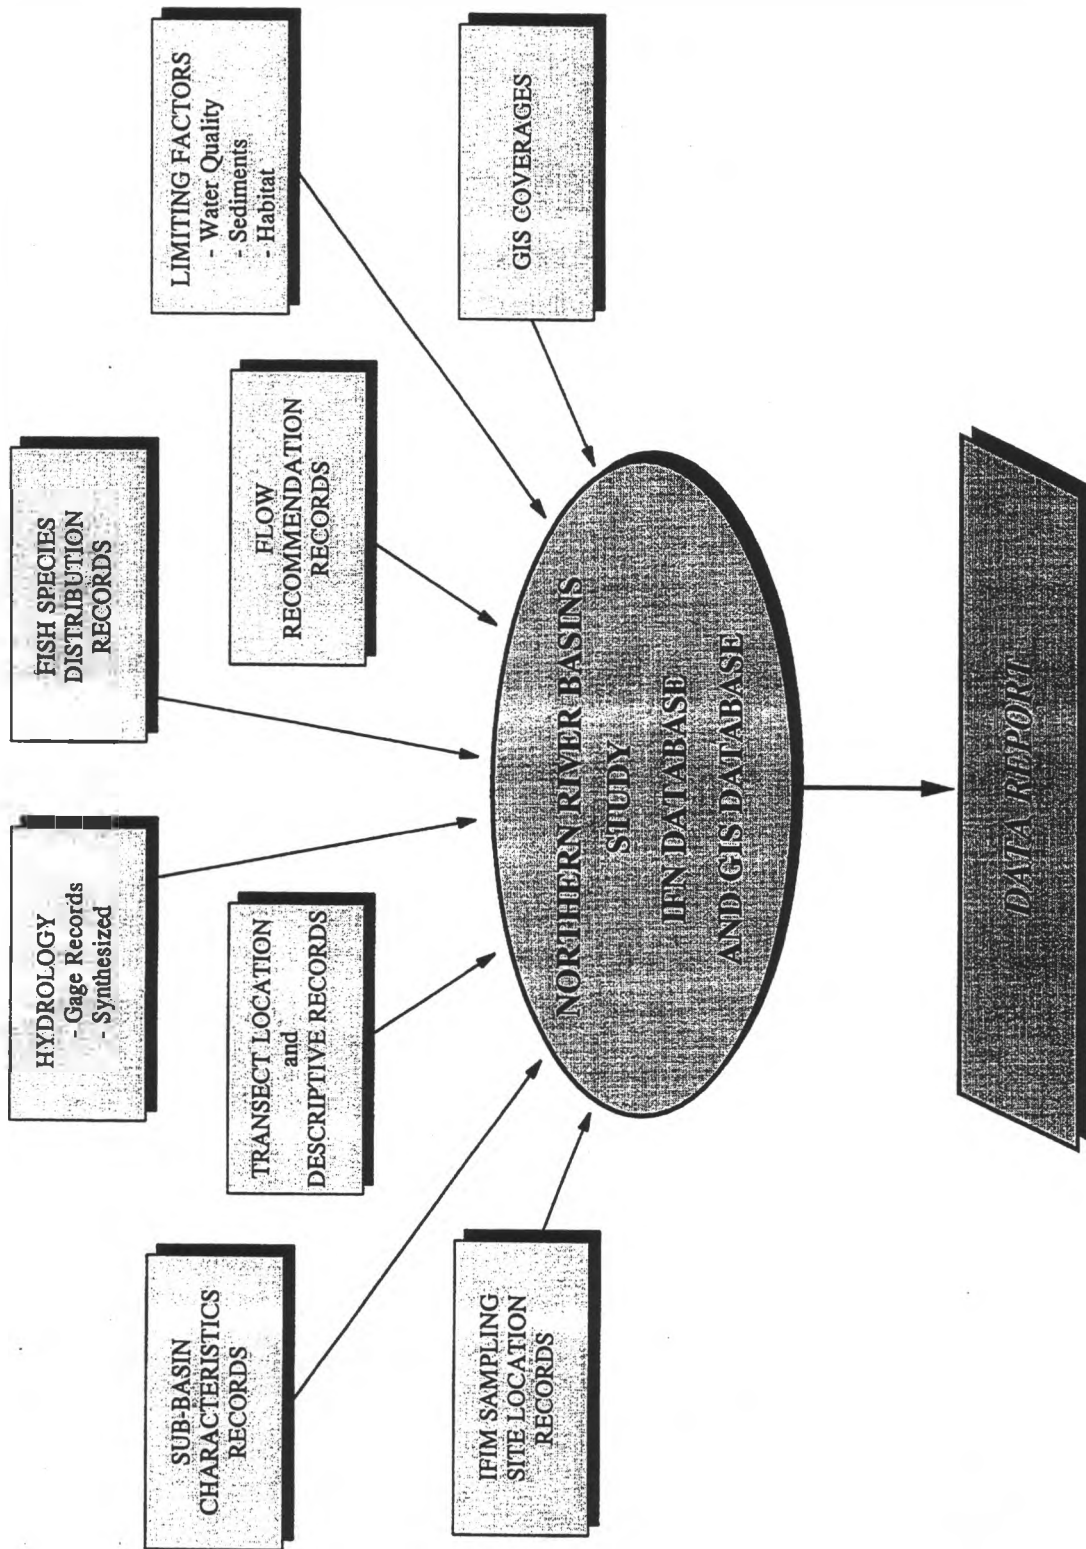 HYDROLOGY
- Gage Records
- Synthesized
FISH SPECIES
DISTRIBUTION
RECORDS
SUB-BASIN
CHARACTERISTICS
RECORDS
TRANSECT LOCATION
and
DESCRIPTIVE RECORDS
FLOW
RECOMMENDATION
RECORDS
LIMITING FACTORS
- Water Quality
- Sediments
- Habitat
IFIM SAMPLING
SITE LOCATION
RECORDS
GIS COVERAGES
NORTHERN RIVER BASINS
STUDY
IFN DATABASE
AND GIS DATABASE
DATA REPORT